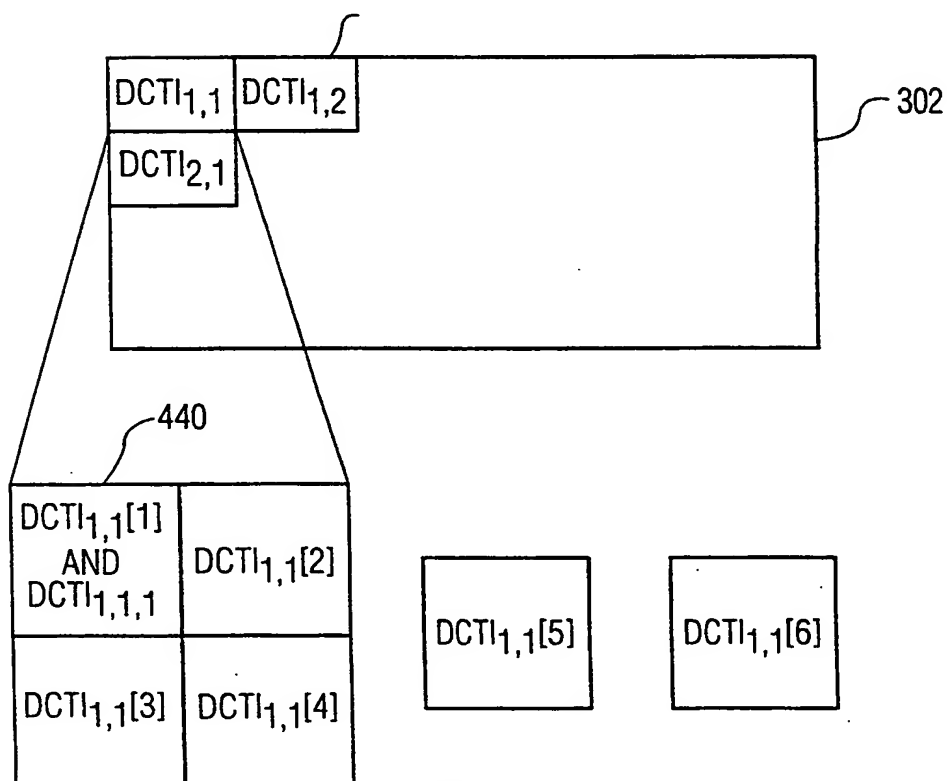 DCTI1,1 DCTI1,2
302
DCTI2,1
440
DCTI1,1[1]
AND
DCTI1,1,1
DCTI1,1[2]
DCTI1,1[5]
DCTI1,1[6]
DCTI1,1[3]
DCTI1,1[4]